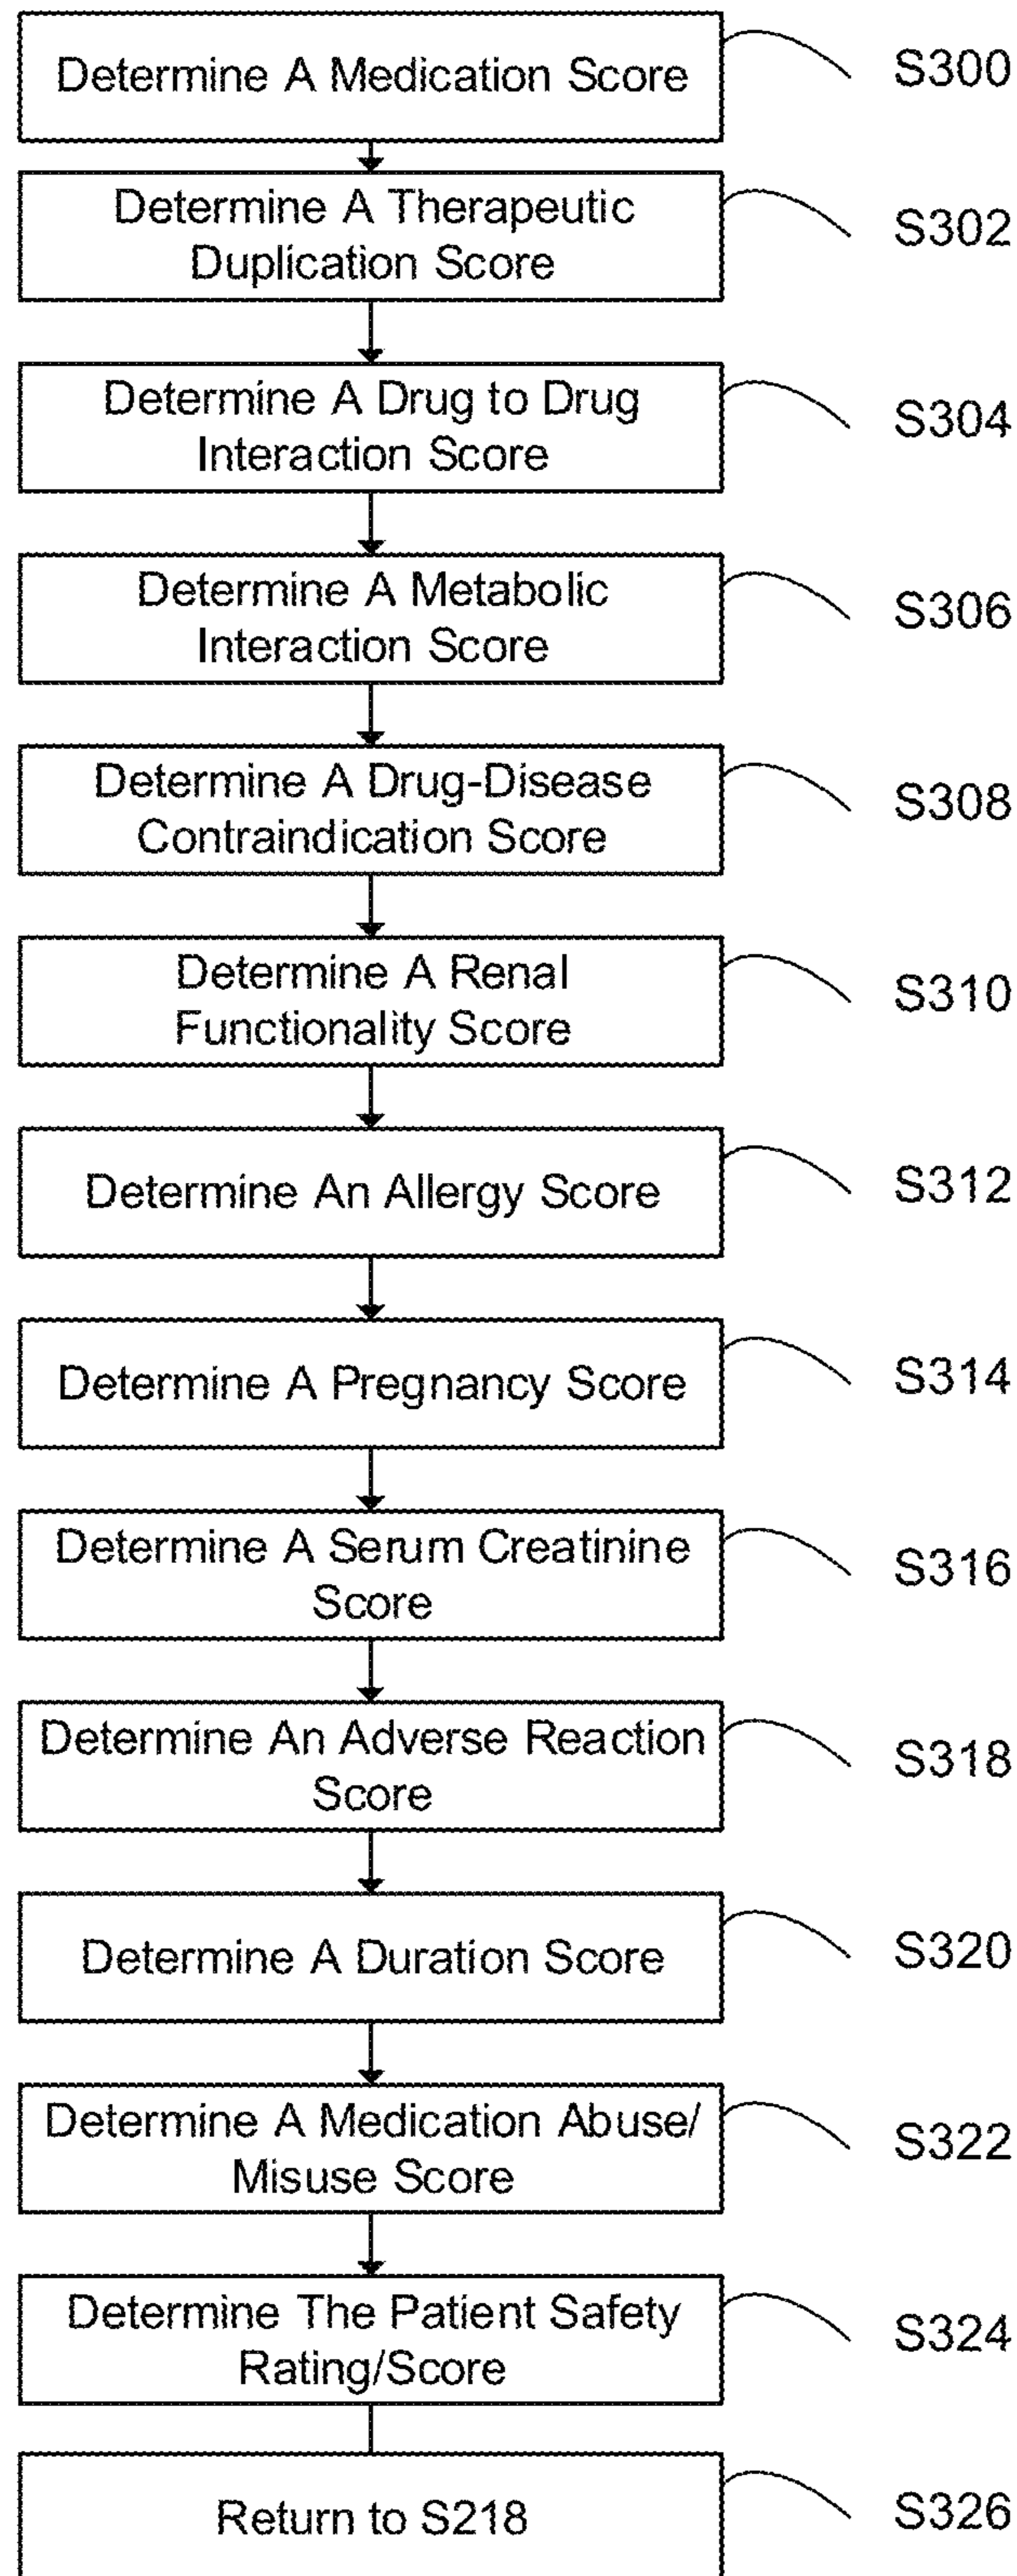 Determine A Medication Score
S300
Determine A Therapeutic
Duplication Score
S302
Determine A Drug to Drug
Interaction Score
S304
Determine A Metabolic
Interaction Score
S306
Determine A Drug-Disease
Contraindication Score
S308
Determine A Renal
Functionality Score
S310
Determine An Allergy Score
S312
Determine A Pregnancy Score
S314
Determine A Serum Creatinine
Score
S316
Determine An Adverse Reaction
Score
S318
Determine A Duration Score
S320
Determine A Medication Abuse/
Misuse Score
S322
Determine The Patient Safety
Rating/Score
S324
Return to S218
S326